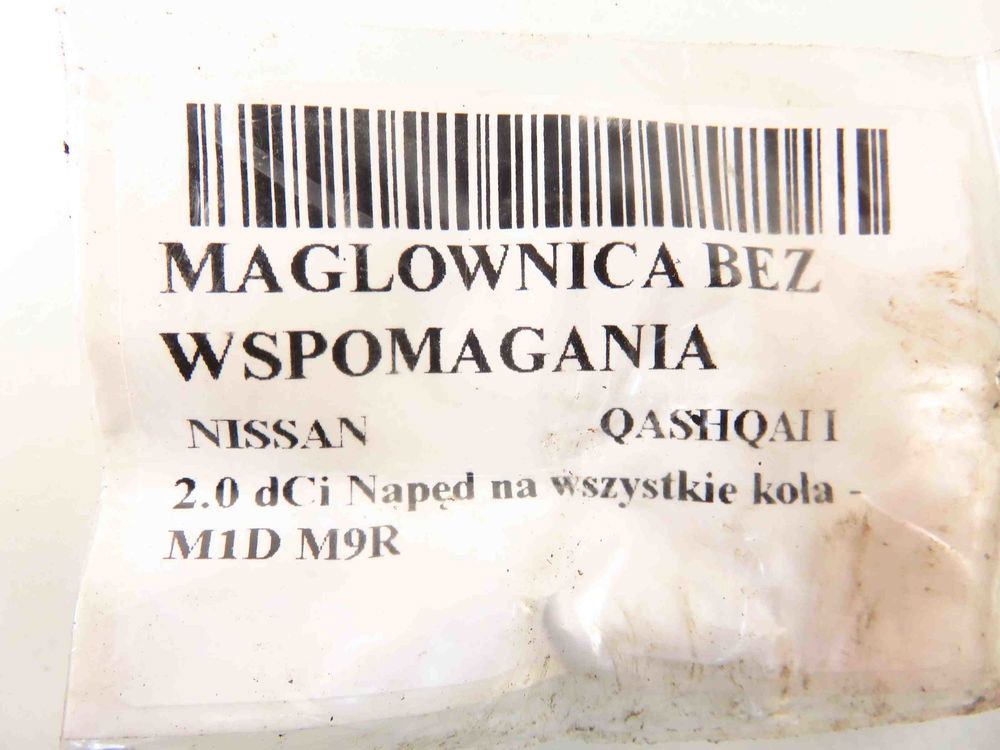 MAGLOWNICA BEZ
WSPOMAGANIA
NISSAN QASHQAI I
2.0 dCi Napęd na wszystkie koła -
M1D M9R